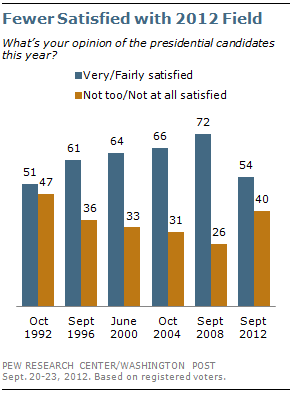 Fewer Satisfied with 2012 Field
What's your opinion of the presidential candidates
this year?
Very/Fairly satisfied
Not too/Not at all satisfied
51 47 61 36 64 33 66 31 72 26 54 40
Oct Sept June Oct Sept Sept
1992 1996 2000 2004 2008 2012
PEW RESEARCH CENTER/WASHINGTON POST
Sept. 20-23, 2012. Based on registered voters.